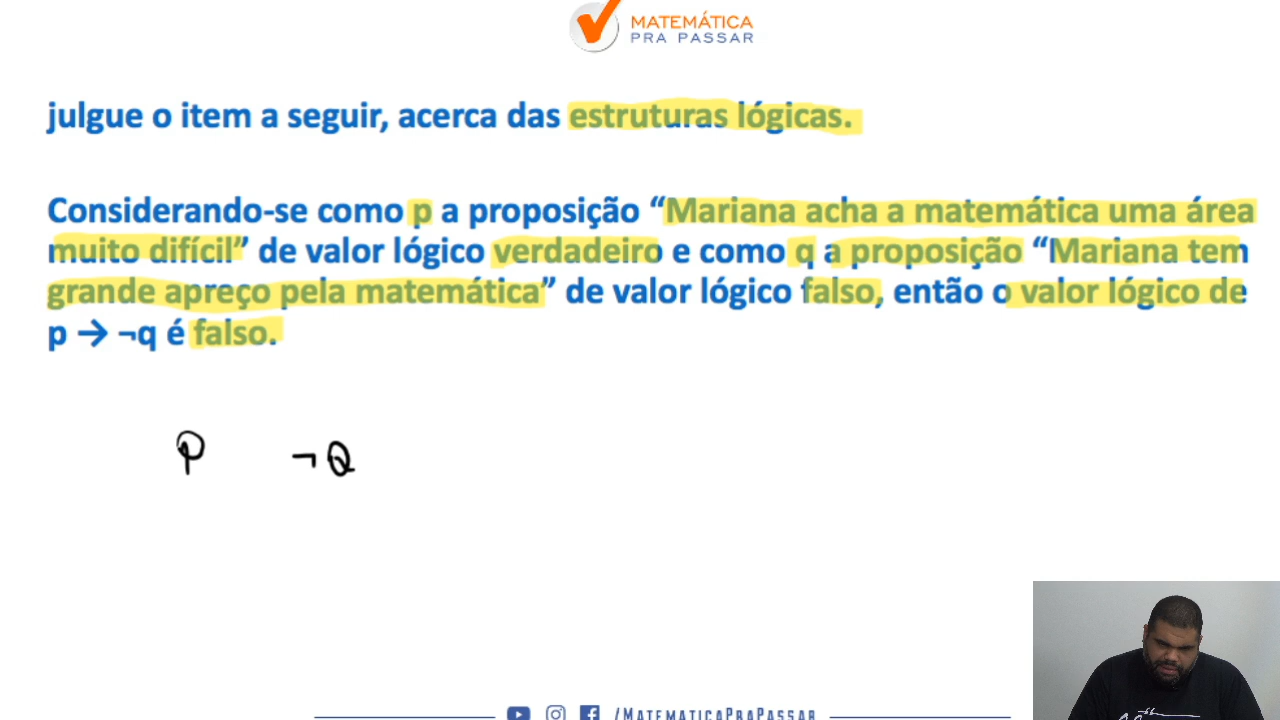 MATEMÁTICA
PRA PASSAR
julgue o item a seguir, acerca das estruturas lógicas.
Considerando-se como p a proposição “Mariana acha a matemática uma área
muito difícil” de valor lógico verdadeiro e como q a proposição “Mariana tem
grande apreço pela matemática” de valor lógico falso, então o valor lógico de
p → ¬q é falso.
P ¬Q
/MATEMATICAPRAPASSAR